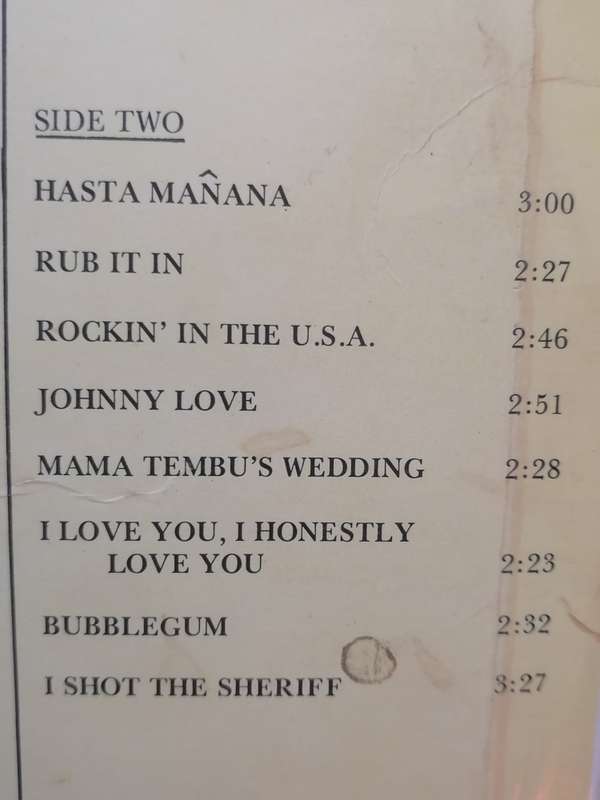 SIDE TWO
HASTA MAÑANA 3:00
RUB IT IN 2:27
ROCKIN' IN THE U.S.A. 2:46
JOHNNY LOVE 2:51
MAMA TEMBU'S WEDDING 2:28
I LOVE YOU, I HONESTLY
LOVE YOU 2:23
BUBBLEGUM 2:32
I SHOT THE SHERIFF 3:27